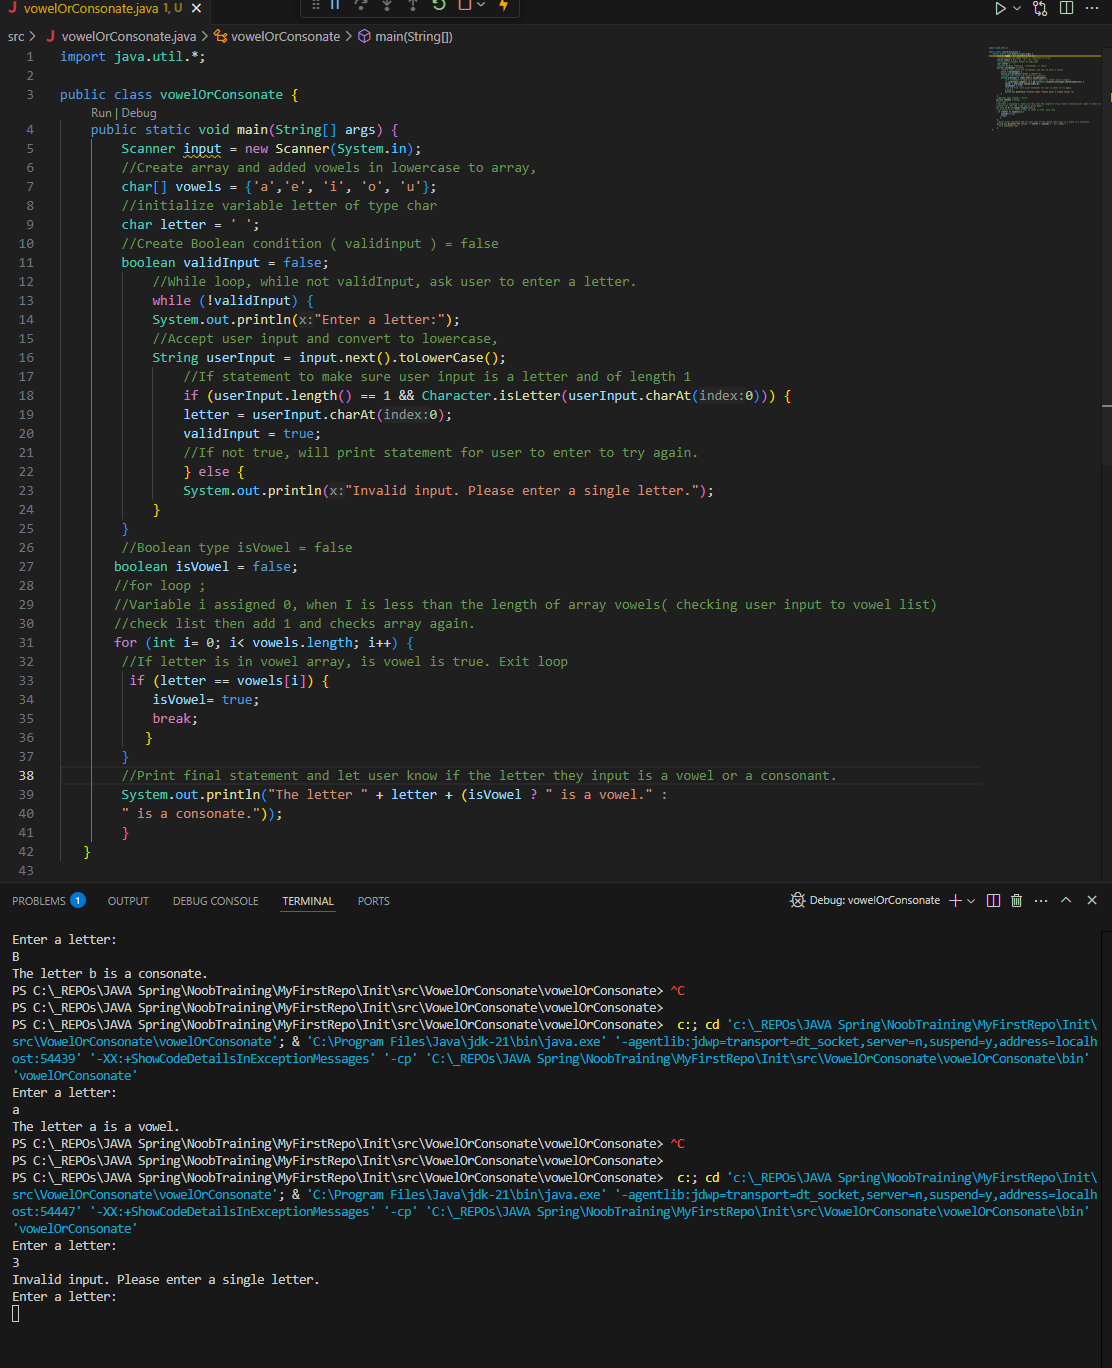 J vowelOrConsonate.java 1, U ×
src > J vowelOrConsonate.java > vowelOrConsonate > main(String[])
1 import java.util.*;
2
3 public class vowelOrConsonate {
Run | Debug
4 public static void main(String[] args) {
5 Scanner input = new Scanner(System.in);
6 //Create array and added vowels in lowercase to array,
7 char[] vowels = {'a','e', 'i', 'o', 'u'};
8 //initialize variable letter of type char
9 char letter = ' ';
10 //Create Boolean condition ( validinput ) = false
11 boolean validInput = false;
12 //While loop, while not validInput, ask user to enter a letter.
13 while (!validInput) {
14 System.out.println(x:"Enter a letter:");
15 //Accept user input and convert to lowercase,
16 String userInput = input.next().toLowerCase();
17 //If statement to make sure user input is a letter and of length 1
18 if (userInput.length() == 1 && Character.isLetter(userInput.charAt(index:0))) {
19 letter = userInput.charAt(index:0);
20 validInput = true;
21 //If not true, will print statement for user to enter to try again.
22 } else {
23 System.out.println(x:"Invalid input. Please enter a single letter.");
24 }
25 }
26 //Boolean type isVowel = false
27 boolean isVowel = false;
28 //for loop ;
29 //Variable i assigned 0, when I is less than the length of array vowels( checking user input to vowel list)
30 //check list then add 1 and checks array again.
31 for (int i= 0; i< vowels.length; i++) {
32 //If letter is in vowel array, is vowel is true. Exit loop
33 if (letter == vowels[i]) {
34 isVowel= true;
35 break;
36 }
37 }
38 //Print final statement and let user know if the letter they input is a vowel or a consonant.
39 System.out.println("The letter " + letter + (isVowel ? " is a vowel." :
40 " is a consonate."));
41 }
42 }
43
PROBLEMS 1 OUTPUT DEBUG CONSOLE TERMINAL PORTS Debug: vowelOrConsonate
Enter a letter:
B
The letter b is a consonate.
PS C:\_REPOs\JAVA Spring\NoobTraining\MyFirstRepo\Init\src\VowelOrConsonate\vowelOrConsonate> ^C
PS C:\_REPOs\JAVA Spring\NoobTraining\MyFirstRepo\Init\src\VowelOrConsonate\vowelOrConsonate>
PS C:\_REPOs\JAVA Spring\NoobTraining\MyFirstRepo\Init\src\VowelOrConsonate\vowelOrConsonate> c:; cd 'c:\_REPOs\JAVA Spring\NoobTraining\MyFirstRepo\Init\
src\VowelOrConsonate\vowelOrConsonate'; & 'C:\Program Files\Java\jdk-21\bin\java.exe' '-agentlib:jdwp=transport=dt_socket,server=n,suspend=y,address=localh
ost:54439' '-XX:+ShowCodeDetailsInExceptionMessages' '-cp' 'C:\_REPOs\JAVA Spring\NoobTraining\MyFirstRepo\Init\src\VowelOrConsonate\vowelOrConsonate\bin'
'vowelOrConsonate'
Enter a letter:
a
The letter a is a vowel.
PS C:\_REPOs\JAVA Spring\NoobTraining\MyFirstRepo\Init\src\VowelOrConsonate\vowelOrConsonate> ^C
PS C:\_REPOs\JAVA Spring\NoobTraining\MyFirstRepo\Init\src\VowelOrConsonate\vowelOrConsonate>
PS C:\_REPOs\JAVA Spring\NoobTraining\MyFirstRepo\Init\src\VowelOrConsonate\vowelOrConsonate> c:; cd 'c:\_REPOs\JAVA Spring\NoobTraining\MyFirstRepo\Init\
src\VowelOrConsonate\vowelOrConsonate'; & 'C:\Program Files\Java\jdk-21\bin\java.exe' '-agentlib:jdwp=transport=dt_socket,server=n,suspend=y,address=localh
ost:54447' '-XX:+ShowCodeDetailsInExceptionMessages' '-cp' 'C:\_REPOs\JAVA Spring\NoobTraining\MyFirstRepo\Init\src\VowelOrConsonate\vowelOrConsonate\bin'
'vowelOrConsonate'
Enter a letter:
3
Invalid input. Please enter a single letter.
Enter a letter: